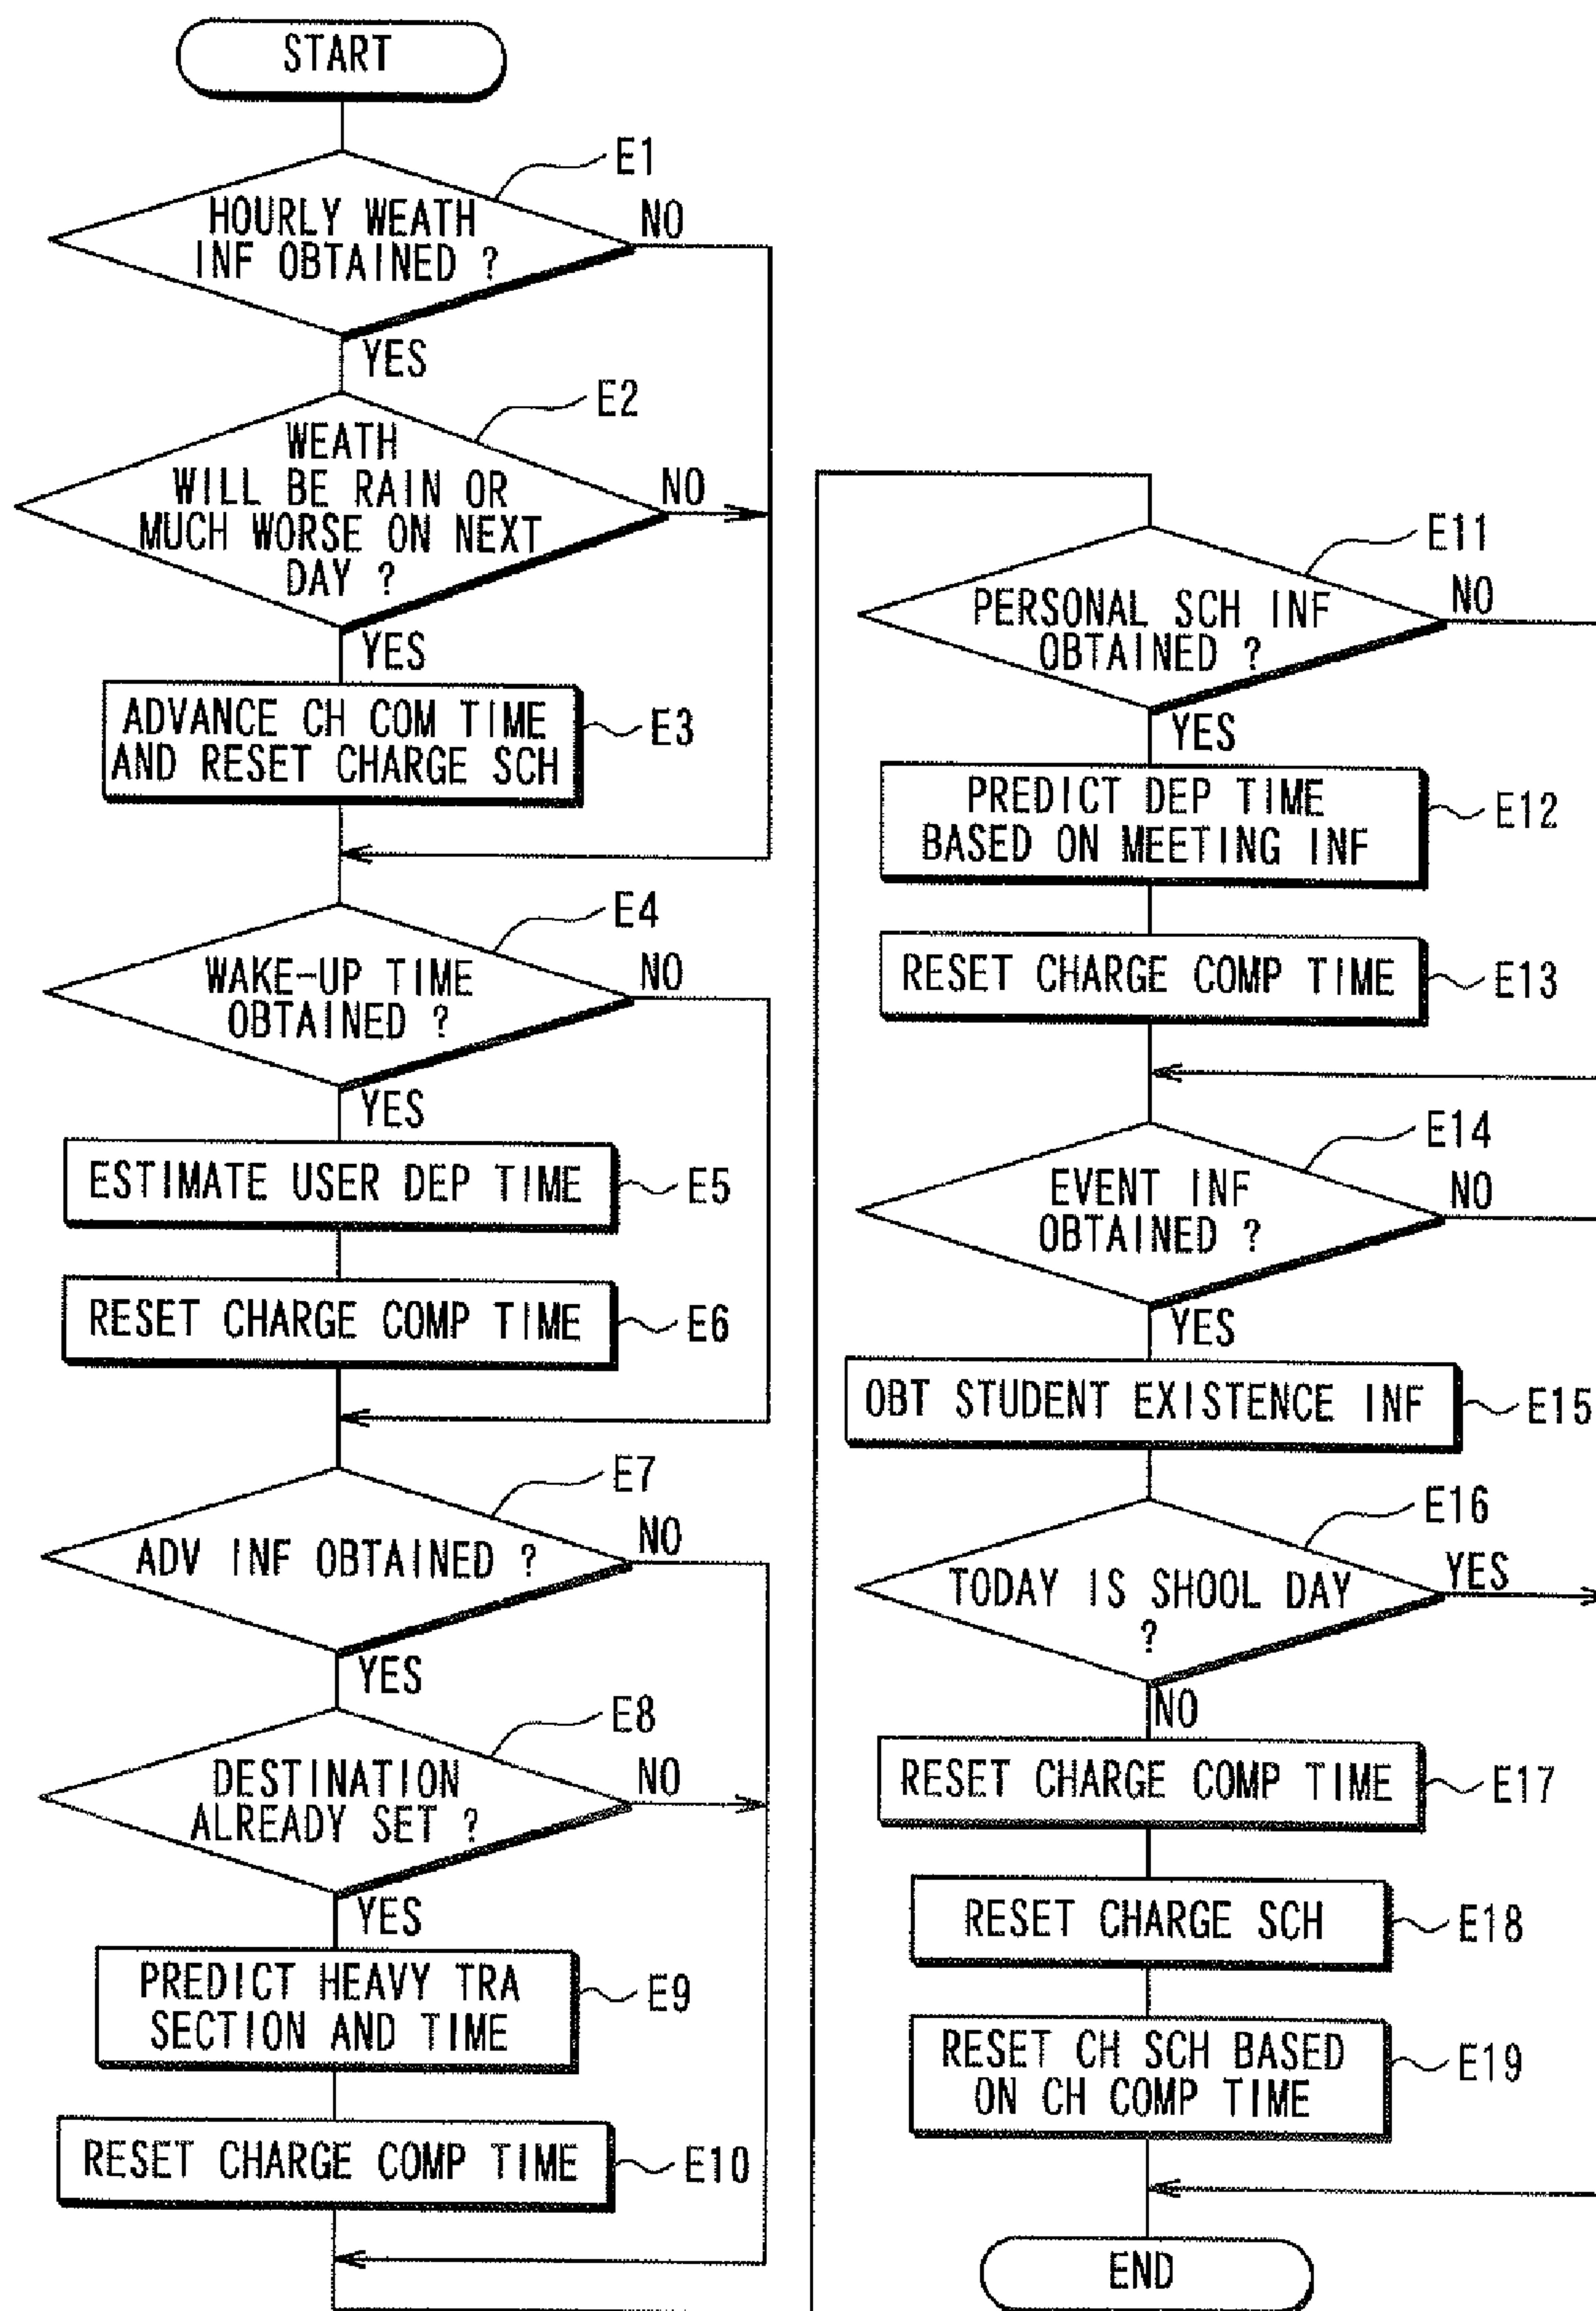 START
E1
HOURLY WEATH
INF OBTAINED ?
NO
YES
E2
WEATH
WILL BE RAIN OR
MUCH WORSE ON NEXT
DAY ?
NO
YES
ADVANCE CH COM TIME
AND RESET CHARGE SCH
E3
E4
WAKE-UP TIME
OBTAINED ?
NO
YES
ESTIMATE USER DEP TIME
E5
RESET CHARGE COMP TIME
E6
E7
ADV INF OBTAINED ?
NO
YES
E8
DESTINATION
ALREADY SET ?
NO
YES
PREDICT HEAVY TRA
SECTION AND TIME
E9
RESET CHARGE COMP TIME
E10
E11
PERSONAL SCH INF
OBTAINED ?
NO
YES
PREDICT DEP TIME
BASED ON MEETING INF
E12
RESET CHARGE COMP TIME
E13
E14
EVENT INF
OBTAINED ?
NO
YES
OBT STUDENT EXISTENCE INF
E15
E16
TODAY IS SHOOL DAY
?
YES
NO
RESET CHARGE COMP TIME
E17
RESET CHARGE SCH
E18
RESET CH SCH BASED
ON CH COMP TIME
E19
END